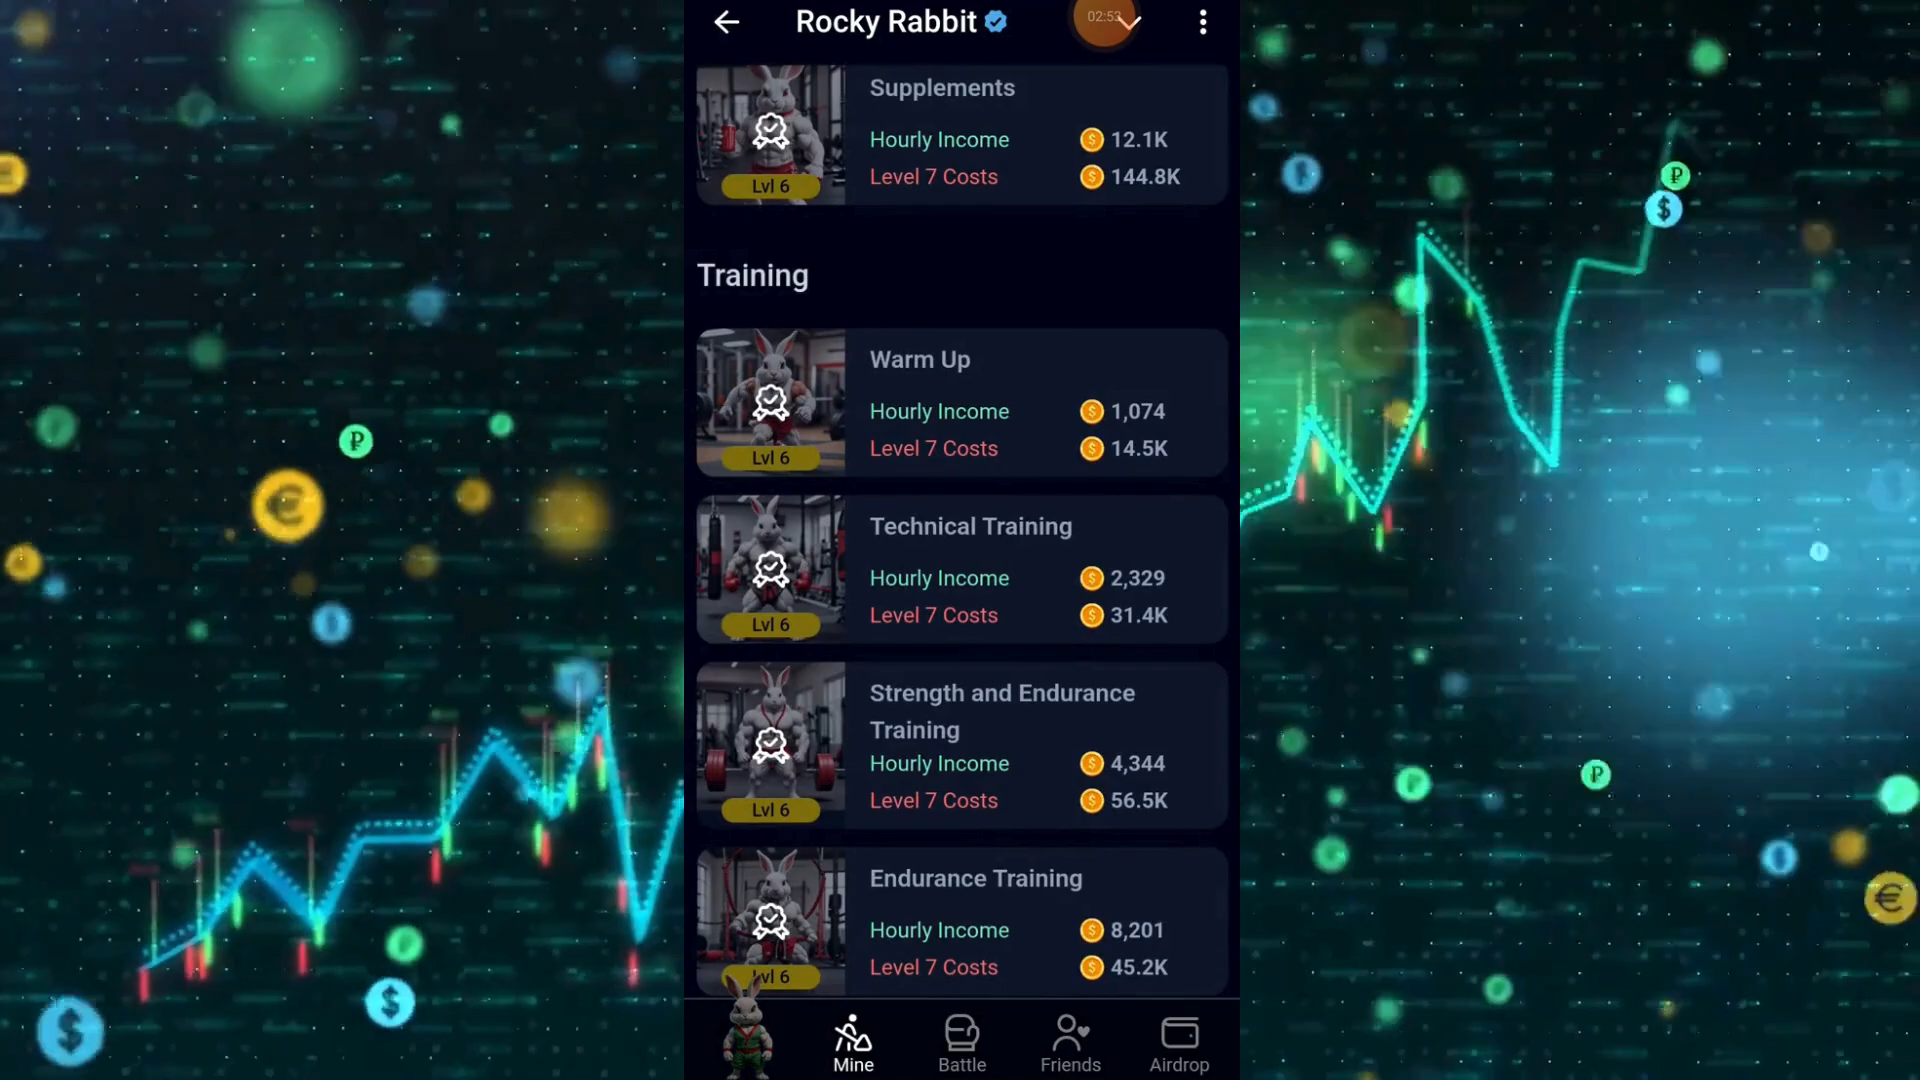 Rocky Rabbit
02:53
Supplements
Hourly Income 12.1K
Level 7 Costs 144.8K
Lvl 6
Training
Warm Up
Hourly Income 1,074
Level 7 Costs 14.5K
Lvl 6
Technical Training
Hourly Income 2,329
Level 7 Costs 31.4K
Lvl 6
Strength and Endurance
Training
Hourly Income 4,344
Level 7 Costs 56.5K
Lvl 6
Endurance Training
Hourly Income 8,201
Level 7 Costs 45.2K
Lvl 6
Mine Battle Friends Airdrop